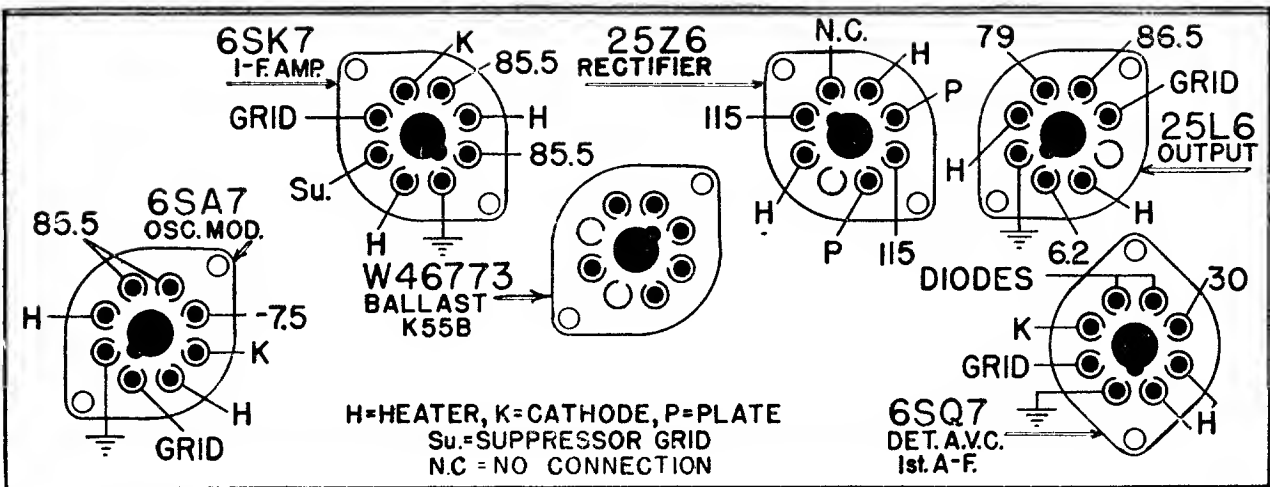 6SK7
I-F. AMP.
K
85.5
GRID
H
85.5
Su.
H
25Z6
RECTIFIER
N.C.
H
P
115
H
P
115
79
86.5
GRID
H
25L6
OUTPUT
6.2
H
6SA7
OSC. MOD.
85.5
H
-7.5
K
H
GRID
W46773
BALLAST
K55B
DIODES
30
K
GRID
H
6SQ7
DET. A.V.C.
1st. A-F.
H=HEATER, K=CATHODE, P=PLATE
Su.=SUPPRESSOR GRID
N.C = NO CONNECTION